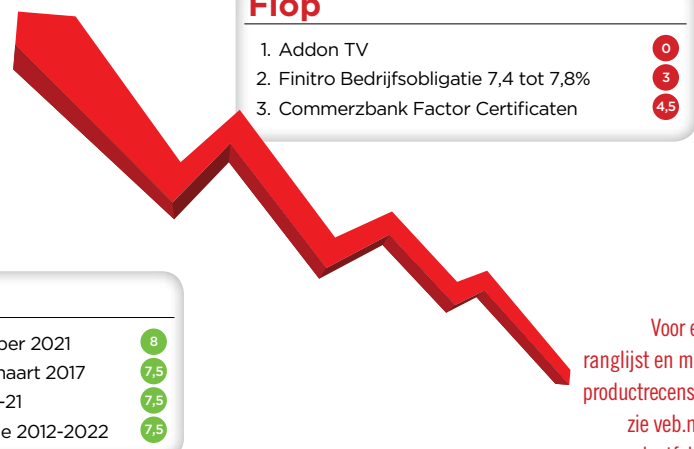 Flop
1. Addon TV 0
2. Finitro Bedrijfsobligatie 7,4 tot 7,8% 3
3. Commerzbank Factor Certificaten 4,5
ber 2021 8
naart 2017 7,5
-21 7,5
e 2012-2022 7,5
Voor e
ranglijst en m
productrecens
zie veb.n